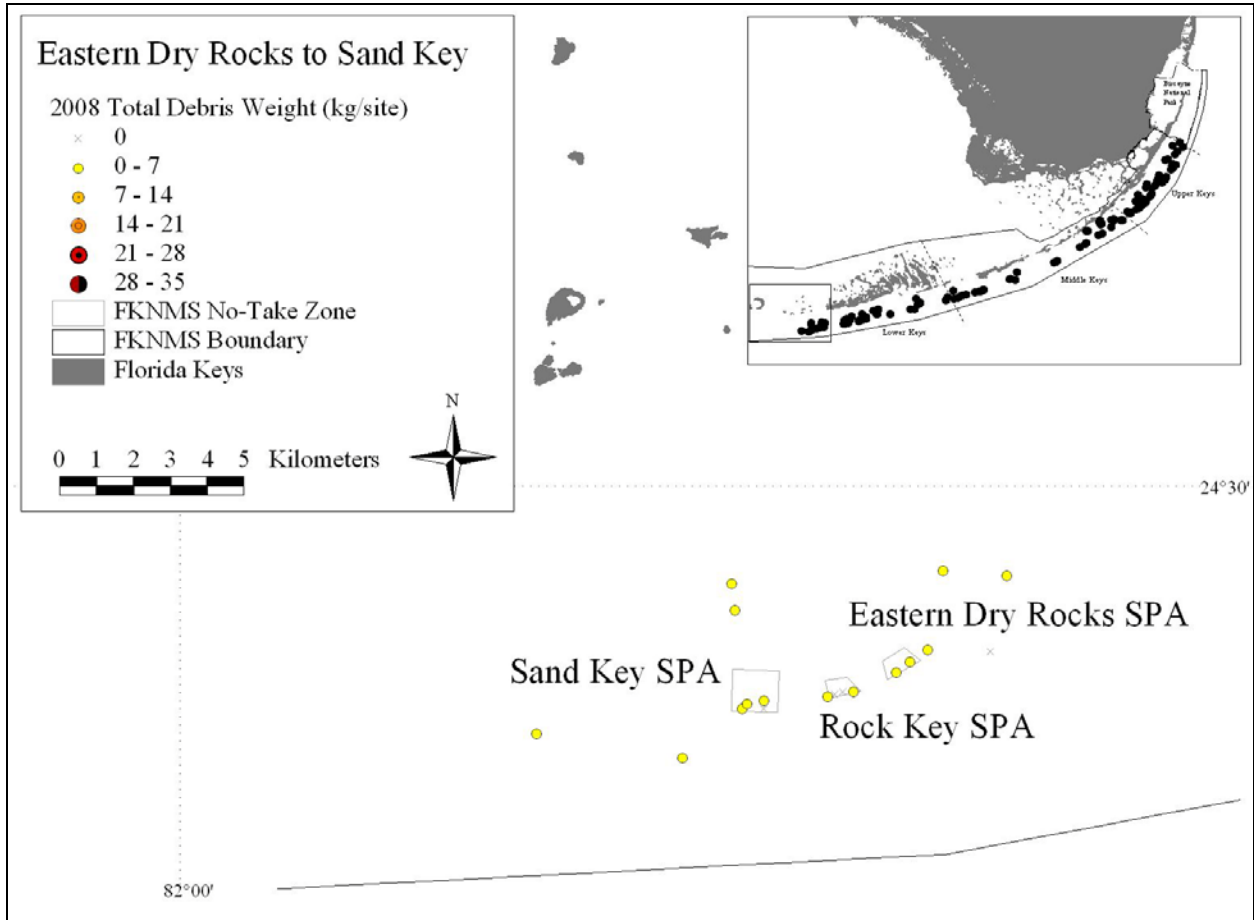 Eastern Dry Rocks to Sand Key
2008 Total Debris Weight (kg/site)
0
0 - 7
7 - 14
14 - 21
21 - 28
28 - 35
FKNMS No-Take Zone
FKNMS Boundary
Florida Keys
N
0 1 2 3 4 5 Kilometers
Biscayne
National
Park
Upper Keys
Middle Keys
Lower Keys
24°30'
Eastern Dry Rocks SPA
Sand Key SPA
Rock Key SPA
82°00'